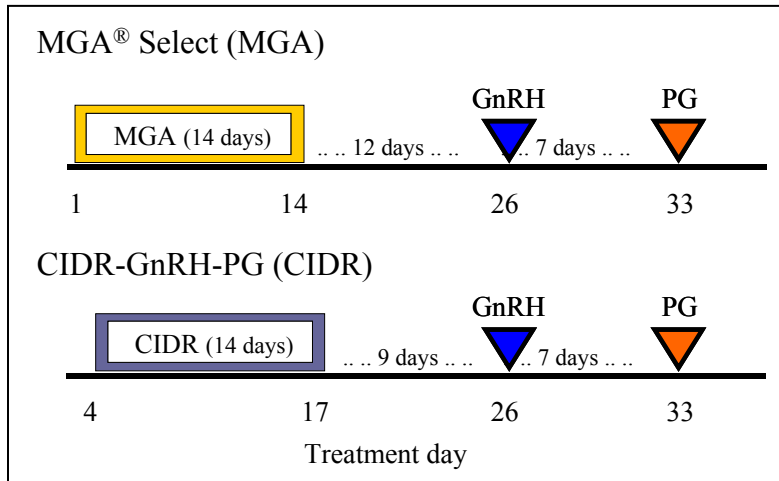 MGA® Select (MGA)
GnRH PG
MGA (14 days)
.. .. 12 days .. .. .. .. 7 days .. ..
1 14 26 33
CIDR-GnRH-PG (CIDR)
GnRH PG
CIDR (14 days)
.. .. 9 days .. .. .. .. 7 days .. ..
4 17 26 33
Treatment day